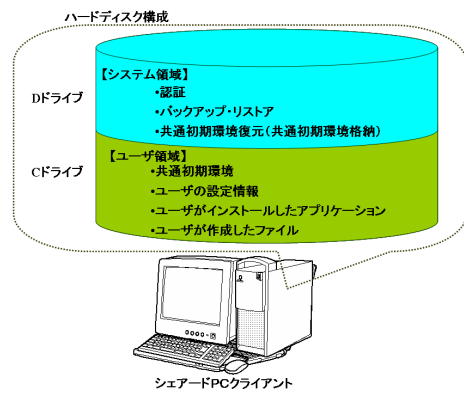 ハードディスク構成
Dドライブ
【システム領域】
・認証
・バックアップ・リストア
・共通初期環境復元(共通初期環境格納)
Cドライブ
【ユーザ領域】
・共通初期環境
・ユーザの設定情報
・ユーザがインストールしたアプリケーション
・ユーザが作成したファイル
シェアードPCクライアント